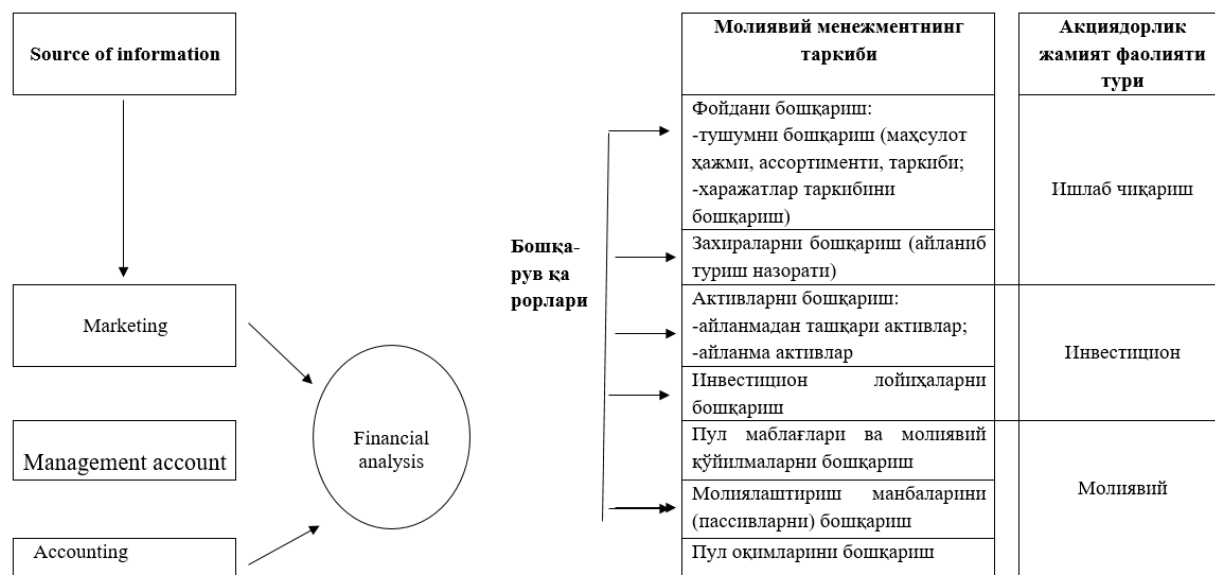 Source of information
Marketing
Management account
Accounting
Financial
analysis
Бошқа-
рув қа
рорлари
Молиявий менежментнинг
таркиби
Фойдани бошқариш:
-тушумни бошқариш (маҳсулот
ҳажми, ассортименти, таркиби;
-харажатлар таркибини
бошқариш)
Захираларни бошқариш (айланиб
туриш назорати)
Активларни бошқариш:
-айланмадан ташқари активлар;
-айланма активлар
Инвестицион лойиҳаларни
бошқариш
Пул маблағлари ва молиявий
қўйилмаларни бошқариш
Молиялаштириш манбаларини
(пассивларни) бошқариш
Пул оқимларини бошқариш
Акциядорлик
жамият фаолияти
тури
Ишлаб чиқариш
Инвестицион
Молиявий